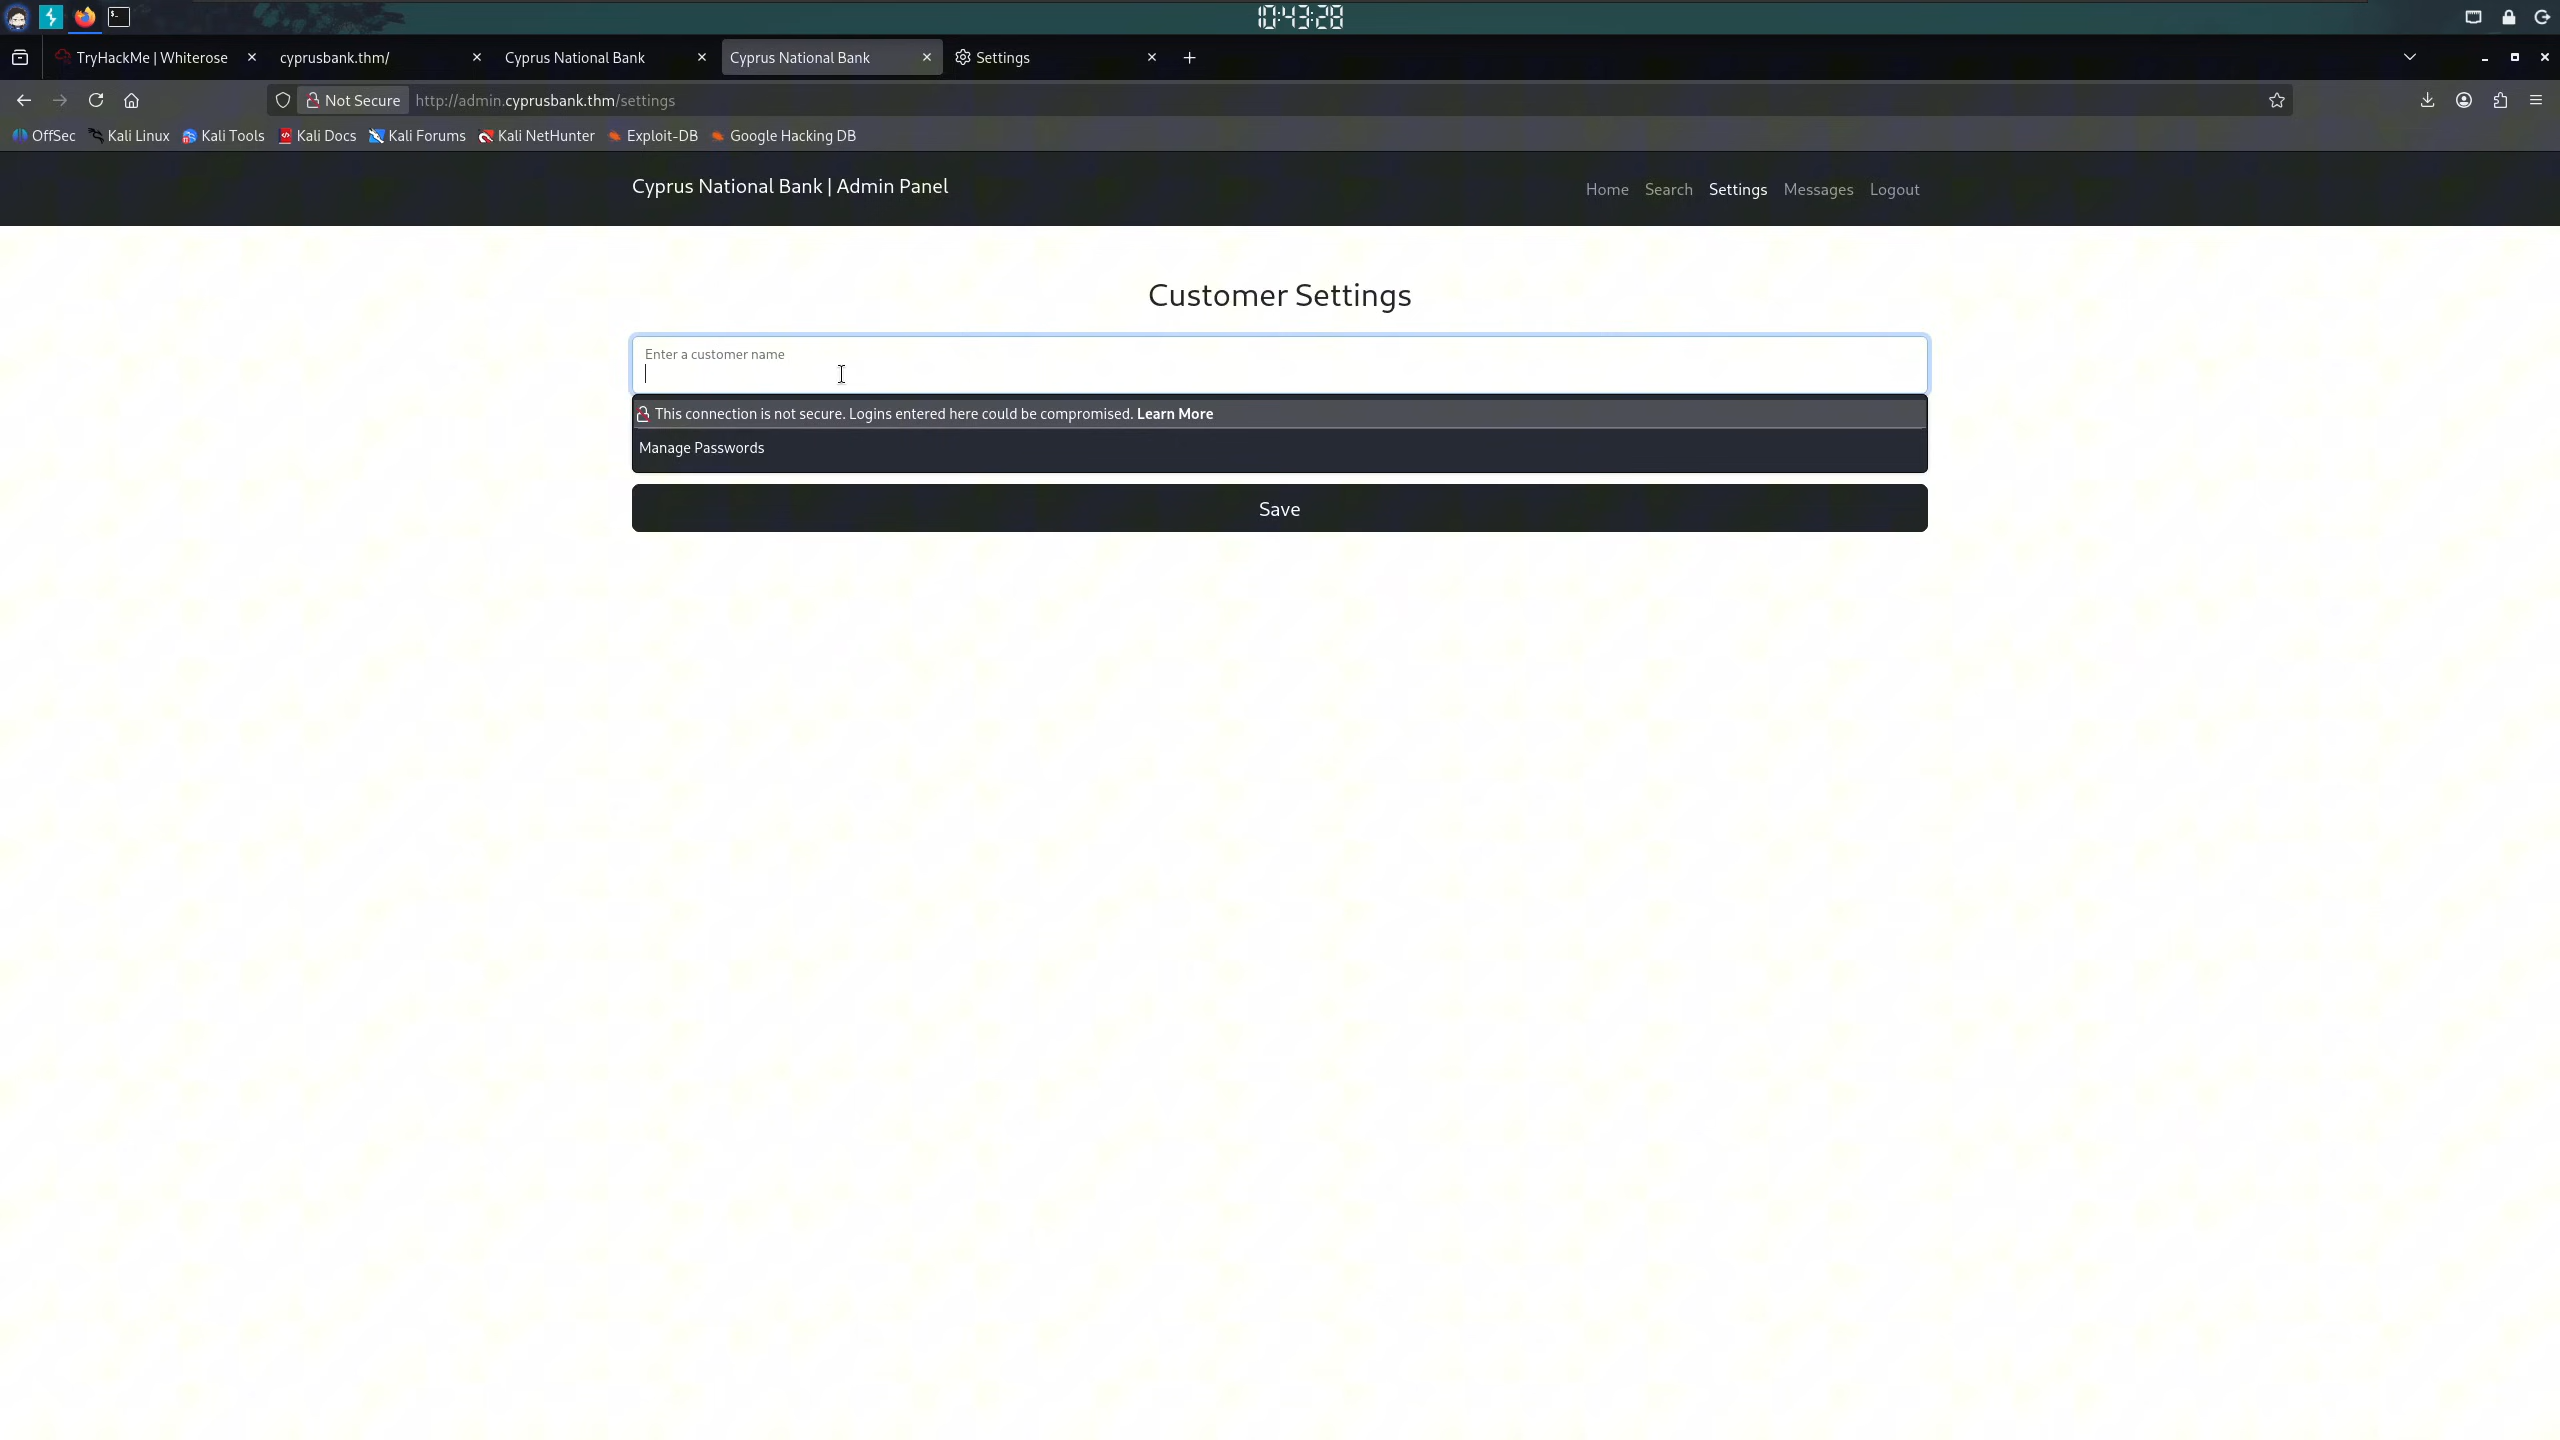 10:43:28
TryHackMe | Whiterose
cyprusbank.thm/
Cyprus National Bank
Cyprus National Bank
Settings
Not Secure
http://admin.cyprusbank.thm/settings
OffSec
Kali Linux
Kali Tools
Kali Docs
Kali Forums
Kali NetHunter
Exploit-DB
Google Hacking DB
Cyprus National Bank | Admin Panel
Home
Search
Settings
Messages
Logout
Customer Settings
Enter a customer name
This connection is not secure. Logins entered here could be compromised. Learn More
Manage Passwords
Save